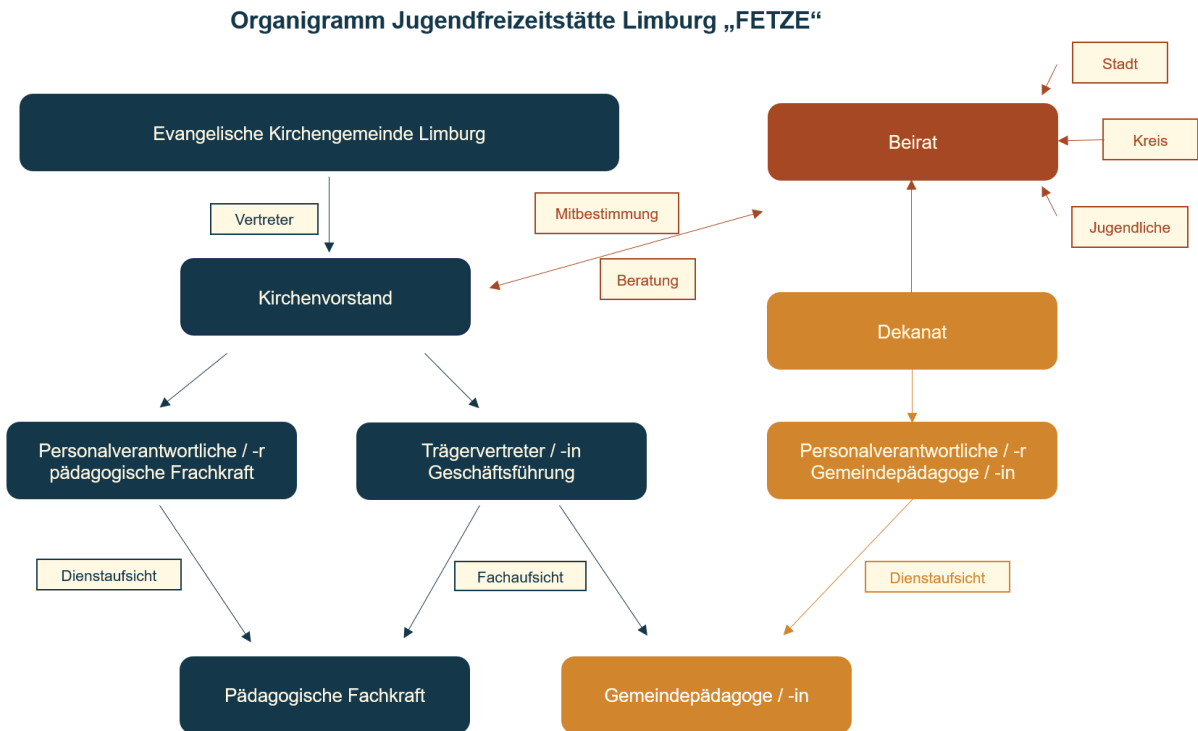 Organigramm Jugendfreizeitstätte Limburg „FETZE“
Stadt
Evangelische Kirchengemeinde Limburg
Beirat
Kreis
Vertreter
Mitbestimmung
Jugendliche
Kirchenvorstand
Beratung
Dekanat
Personalverantwortliche / -r
pädagogische Frachkraft
Trägervertreter / -in
Geschäftsführung
Personalverantwortliche / -r
Gemeindepädagoge / -in
Dienstaufsicht
Fachaufsicht
Dienstaufsicht
Pädagogische Fachkraft
Gemeindepädagoge / -in